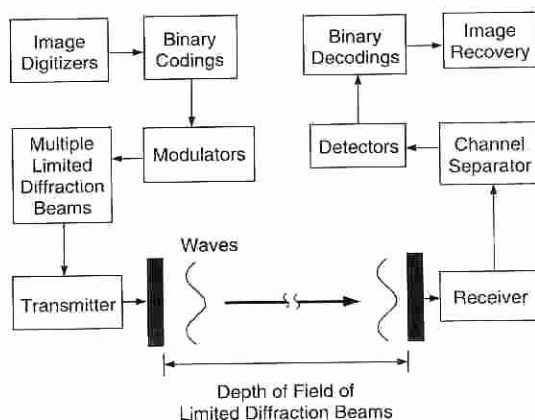 Image
Digitizers
Binary
Codings
Binary
Decodings
Image
Recovery
Multiple
Limited
Diffraction
Beams
Modulators
Detectors
Channel
Separator
Waves
Transmitter
Receiver
Depth of Field of
Limited Diffraction Beams